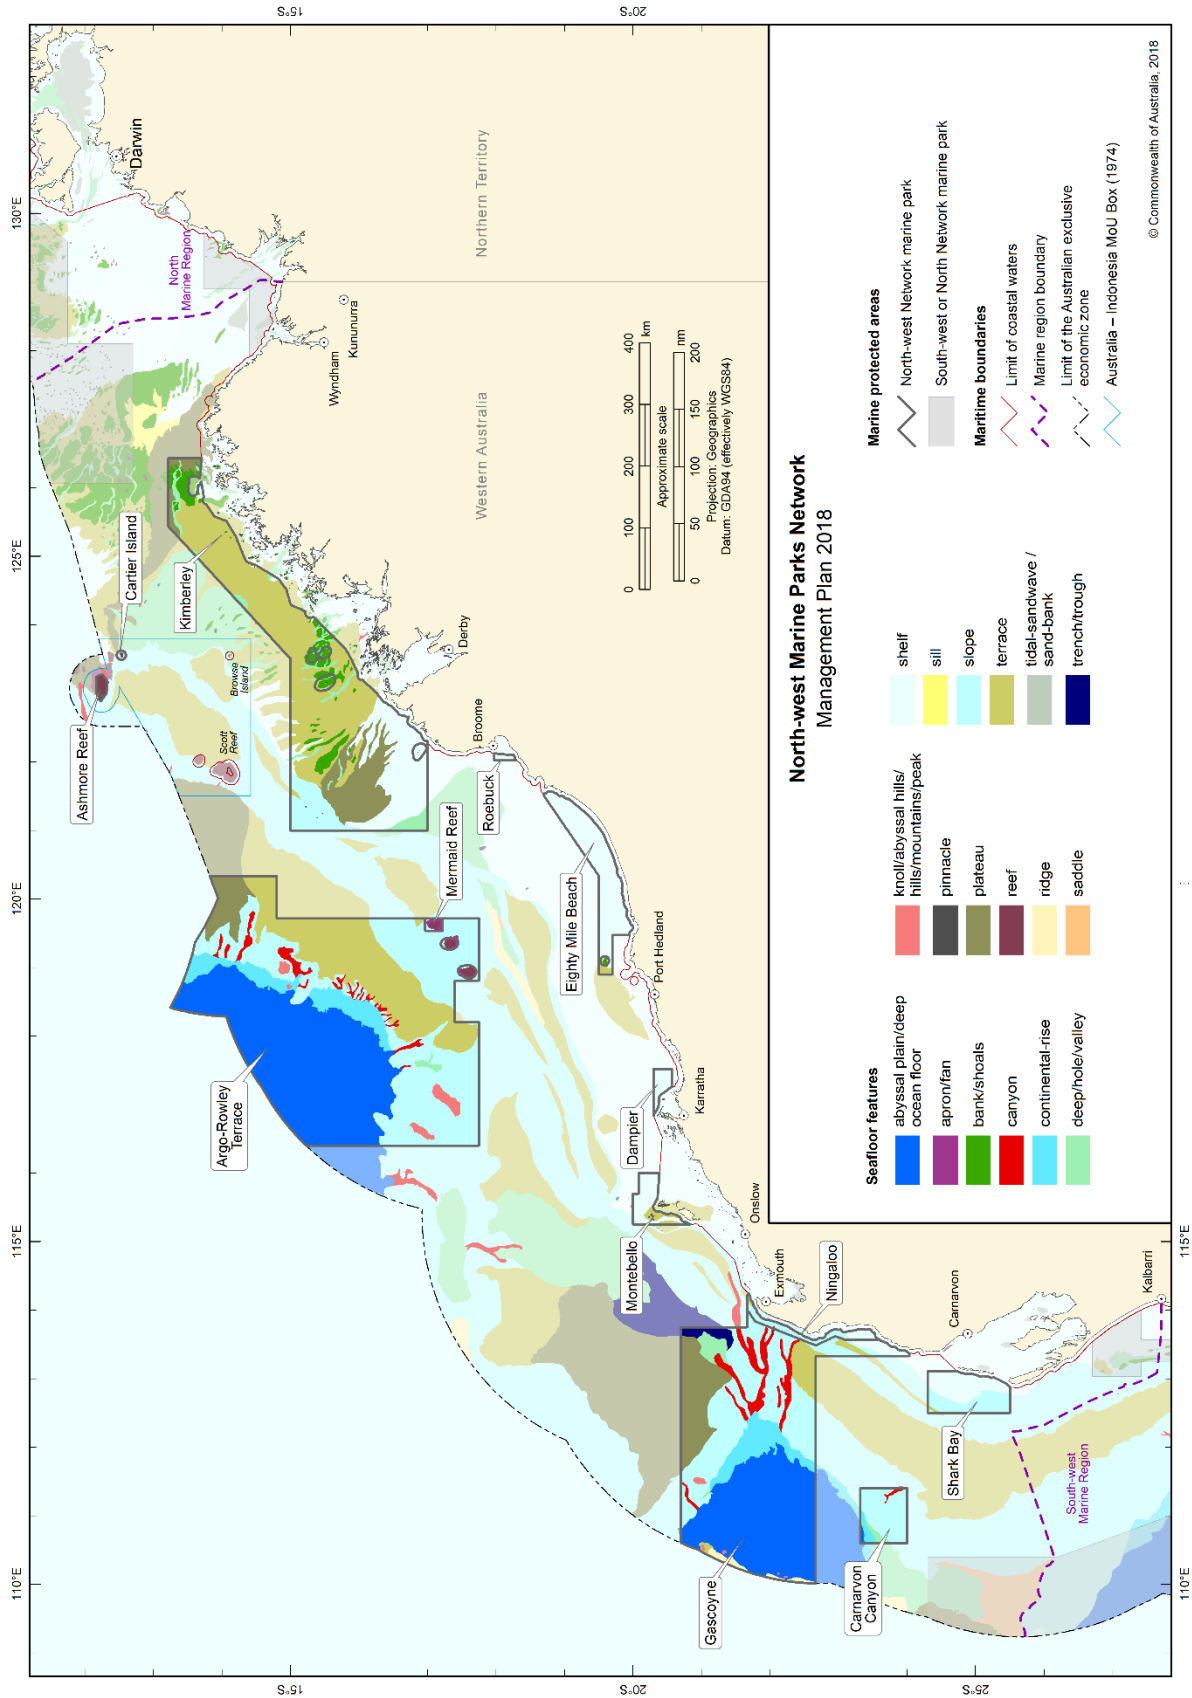 110°E
115°E
120°E
125°E
130°E
15°S
20°S
25°S
15°S
20°S
115°E
110°E
Darwin
North
Marine Region
Northern Territory
Western Australia
Kununurra
Wyndham
Cartier Island
Kimberley
Ashmore Reef
Browse
Island
Scott
Reef
Derby
Broome
Roebuck
Mermaid Reef
Eighty Mile Beach
Port Hedland
Argo-Rowley
Terrace
Dampier
Karratha
Montebello
Onslow
Exmouth
Ningaloo
Gascoyne
Carnarvon
Canyon
Carnarvon
Shark Bay
Kalbarri
South-west
Marine Region
0 100 200 300 400 km
Approximate scale
0 50 100 150 200 nm
Projection: Geographics
Datum: GDA94 (effectively WGS84)
North-west Marine Parks Network
Management Plan 2018
Seafloor features
abyssal plain/deep
ocean floor
apron/fan
bank/shoals
canyon
continental-rise
deep/hole/valley
knoll/abyssal hills/
hills/mountains/peak
pinnacle
plateau
reef
ridge
saddle
shelf
sill
slope
terrace
tidal-sandwave /
sand-bank
trench/trough
Marine protected areas
North-west Network marine park
South-west or North Network marine park
Maritime boundaries
Limit of coastal waters
Marine region boundary
Limit of the Australian exclusive
economic zone
Australia – Indonesia MoU Box (1974)
© Commonwealth of Australia, 2018